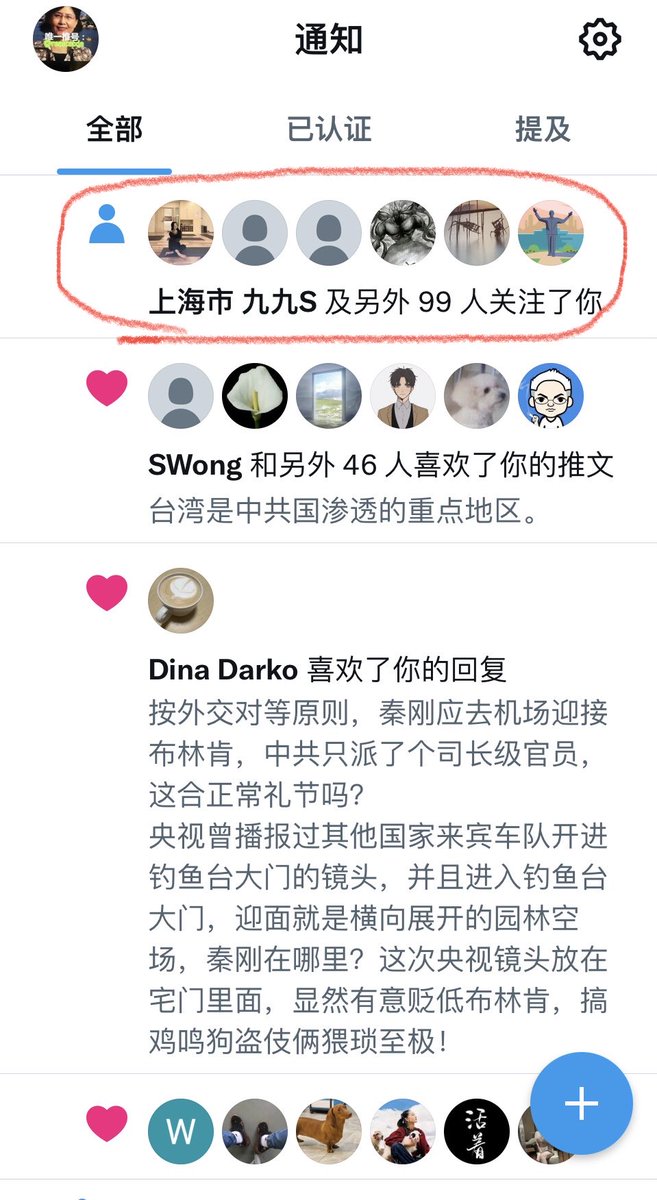 唯一推号：
通知
全部
已认证
提及
上海市 九九S 及另外 99 人关注了你
SWong 和另外 46 人喜欢了你的推文
台湾是中共国渗透的重点地区。
Dina Darko 喜欢了你的回复
按外交对等原则，秦刚应去机场迎接
布林肯，中共只派了个司长级官员，
这合正常礼节吗？
央视曾播报过其他国家来宾车队开进
钓鱼台大门的镜头，并且进入钓鱼台
大门，迎面就是横向展开的园林空
场，秦刚在哪里？这次央视镜头放在
宅门里面，显然有意贬低布林肯，搞
鸡鸣狗盗伎俩猥琐至极！
W
活着